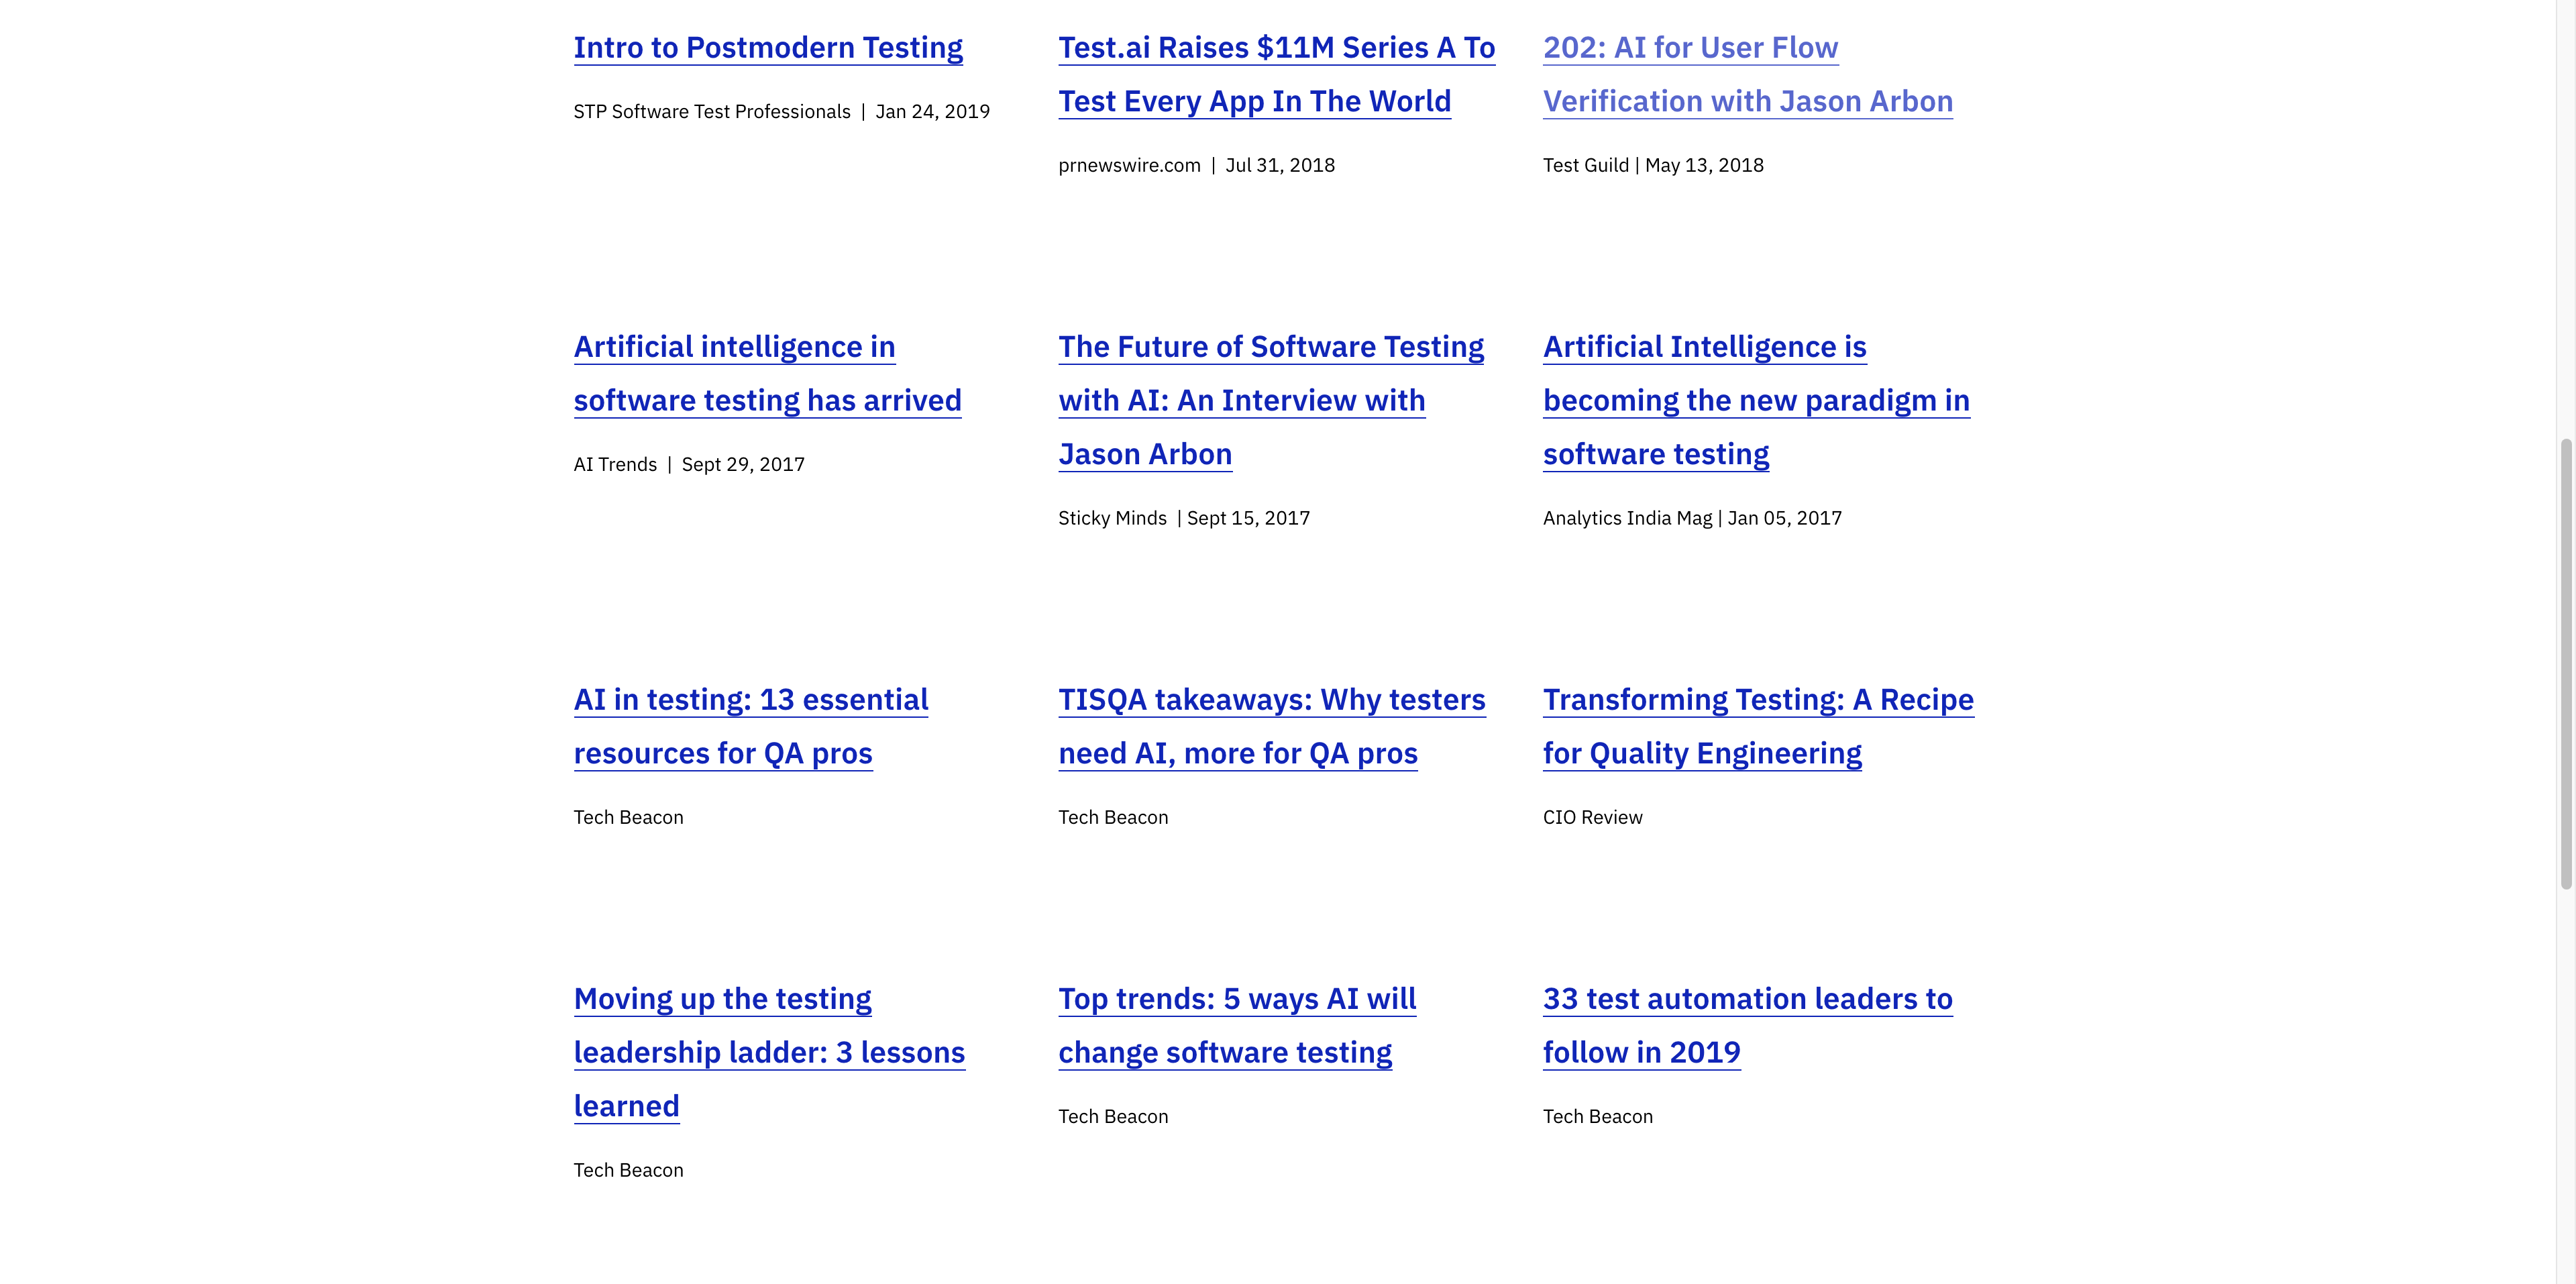 Intro to Postmodern Testing
STP Software Test Professionals | Jan 24, 2019
Test.ai Raises $11M Series A To
Test Every App In The World
prnewswire.com | Jul 31, 2018
202: AI for User Flow
Verification with Jason Arbon
Test Guild | May 13, 2018
Artificial intelligence in
software testing has arrived
AI Trends | Sept 29, 2017
The Future of Software Testing
with AI: An Interview with
Jason Arbon
Sticky Minds | Sept 15, 2017
Artificial Intelligence is
becoming the new paradigm in
software testing
Analytics India Mag | Jan 05, 2017
AI in testing: 13 essential
resources for QA pros
Tech Beacon
TISQA takeaways: Why testers
need AI, more for QA pros
Tech Beacon
Transforming Testing: A Recipe
for Quality Engineering
CIO Review
Moving up the testing
leadership ladder: 3 lessons
learned
Tech Beacon
Top trends: 5 ways AI will
change software testing
Tech Beacon
33 test automation leaders to
follow in 2019
Tech Beacon